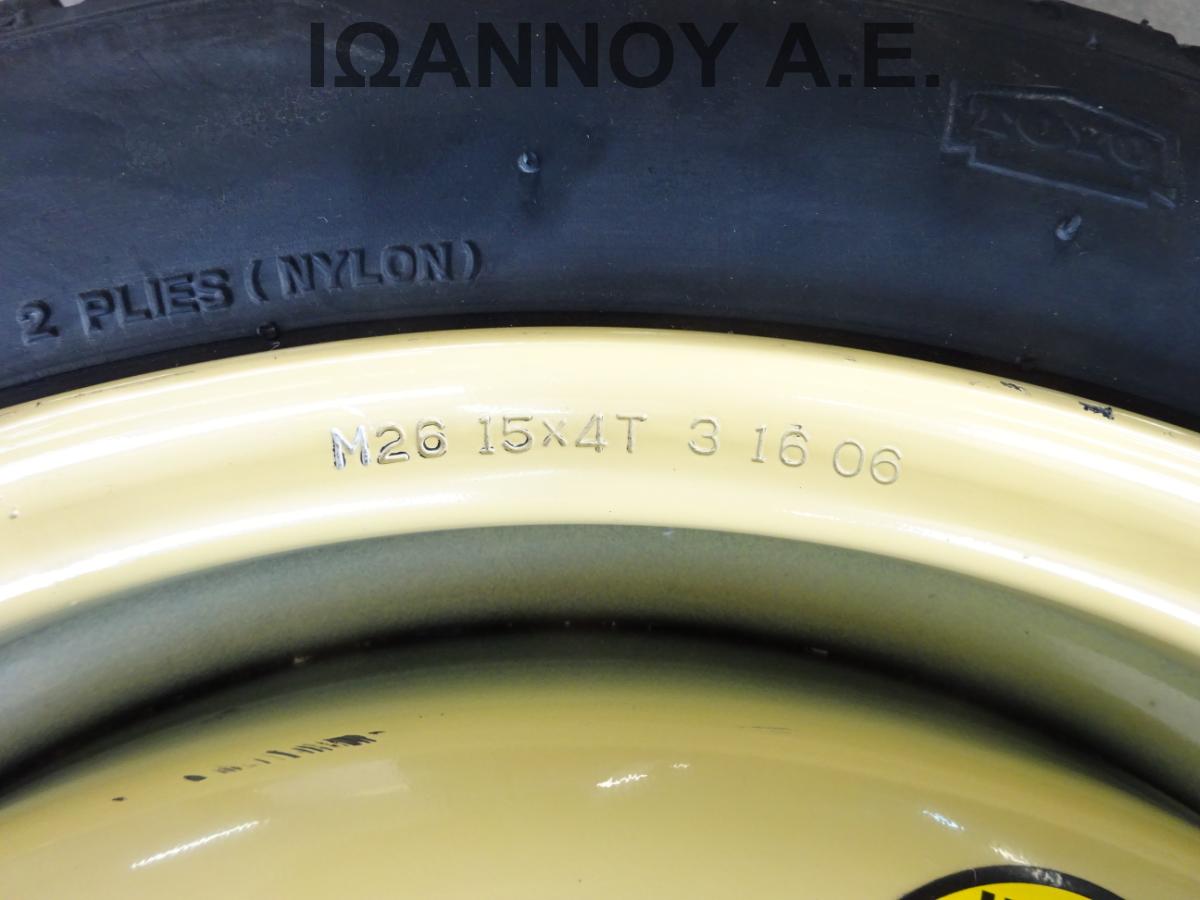 ΙΩΑΝΝΟΥ Α.Ε.
2 PLIES (NYLON)
M26 15×4T 3 16 06